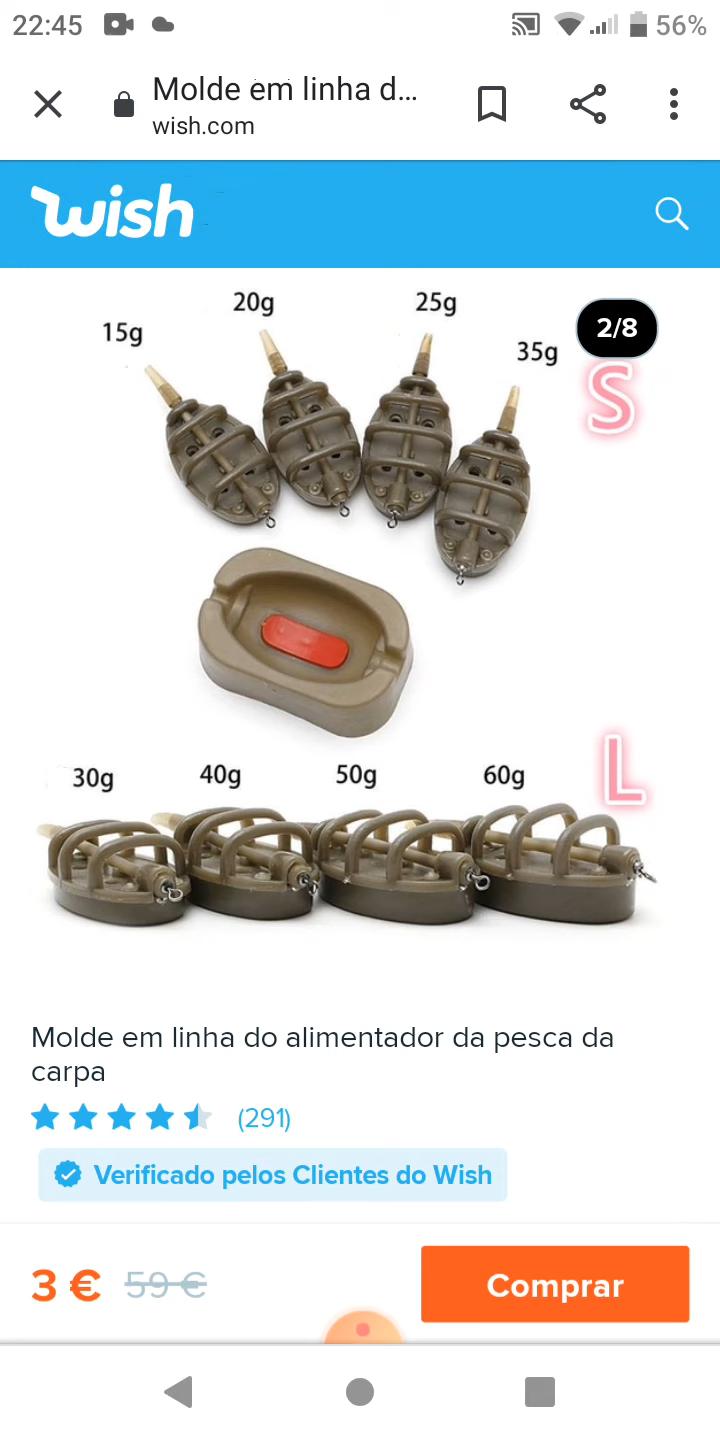 22:45
56%
Molde em linha d...
wish.com
wish
20g
25g
15g
2/8
35g
S
L
30g
40g
50g
60g
Molde em linha do alimentador da pesca da
carpa
(291)
Verificado pelos Clientes do Wish
3 € 59 €
Comprar